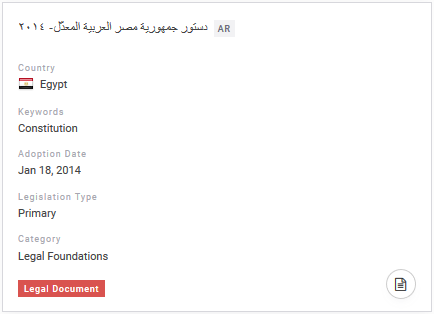 دستور جمهورية مصر العربية المعدّل- ٢٠١٤ AR
Country
Egypt
Keywords
Constitution
Adoption Date
Jan 18, 2014
Legislation Type
Primary
Category
Legal Foundations
Legal Document